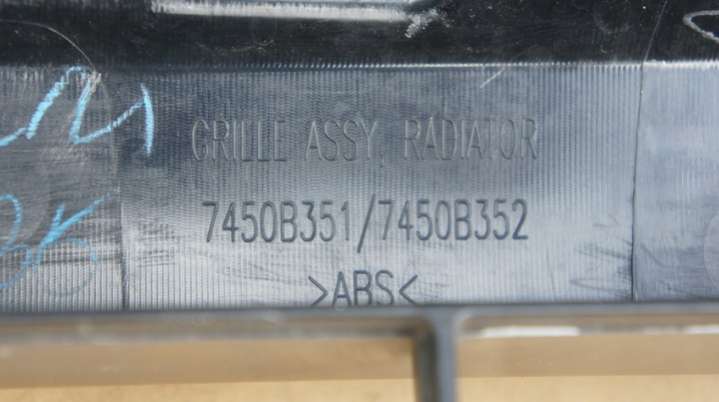 GRILLE ASSY, RADIATOR
7450B351/7450B352
>ABS<